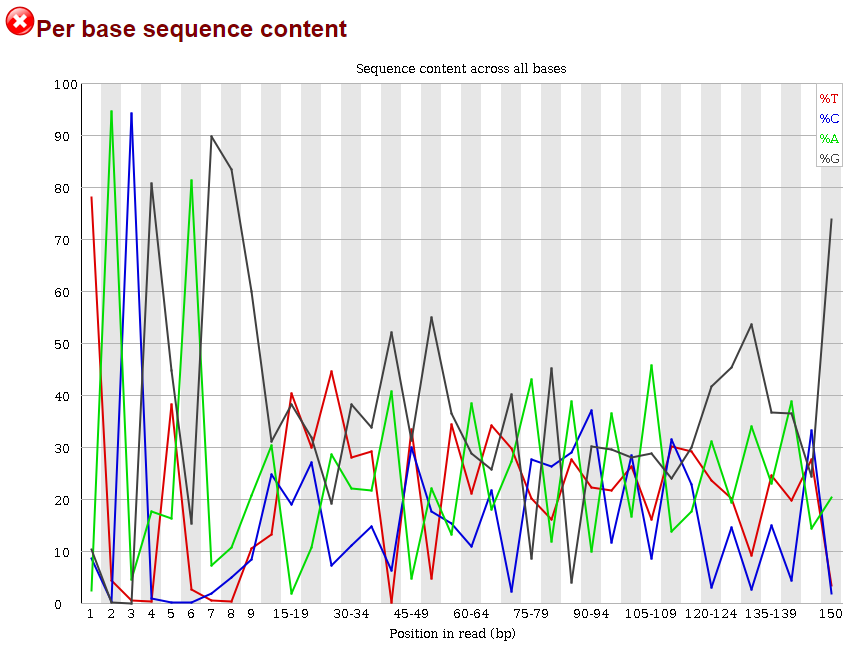 Per base sequence content
Sequence content across all bases
%T
%C
%A
%G
100
90
80
70
60
50
40
30
20
10
0
1 2 3 4 5 6 7 8 9 15-19 30-34 45-49 60-64 75-79 90-94 105-109 120-124 135-139 150
Position in read (bp)